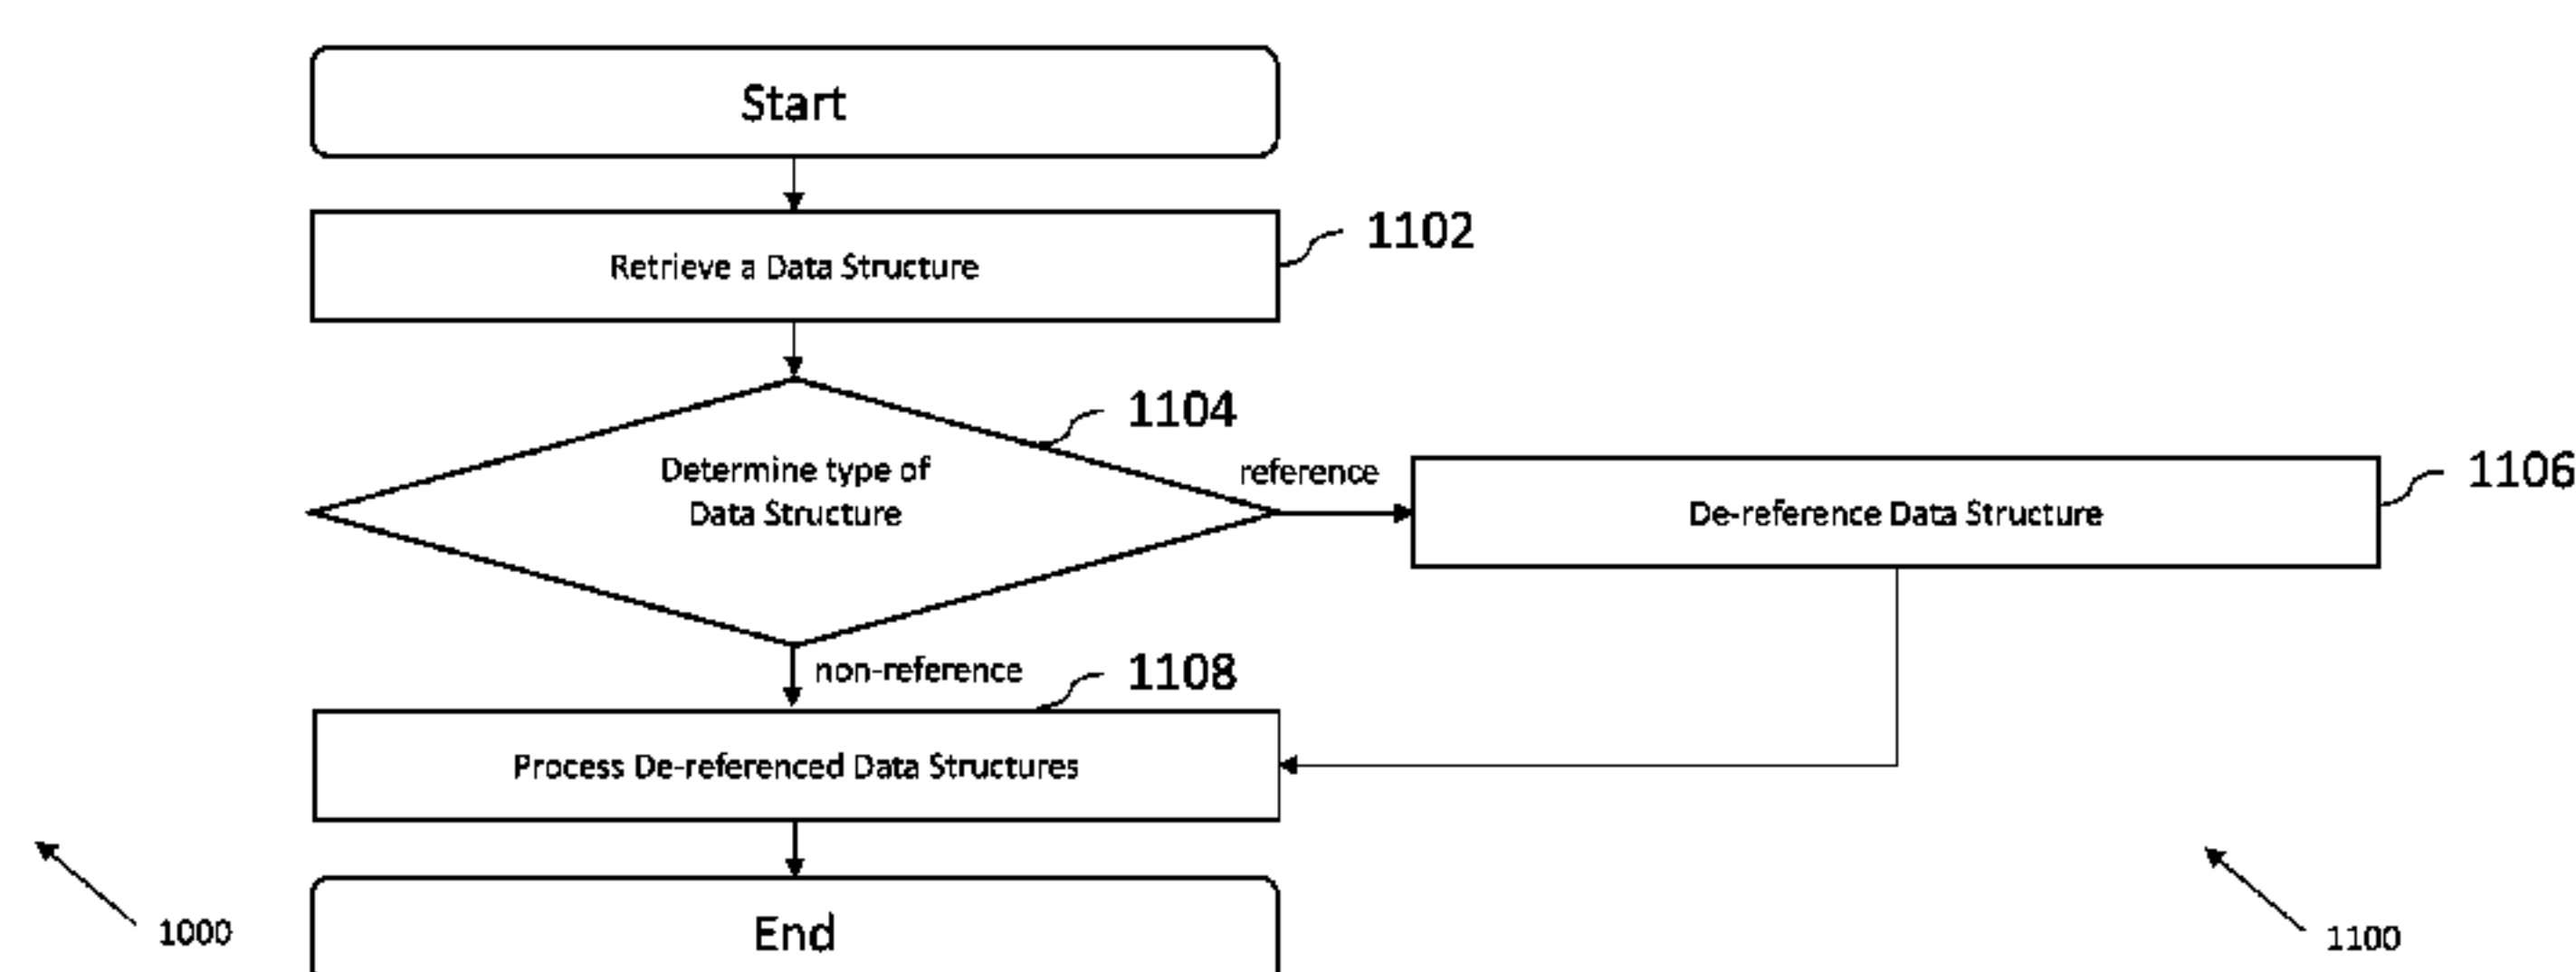 Start
1102
Retrieve a Data Structure
1104
Determine type of
Data Structure
reference
1106
De-reference Data Structure
non-reference
1108
Process De-referenced Data Structures
End
1000
1100